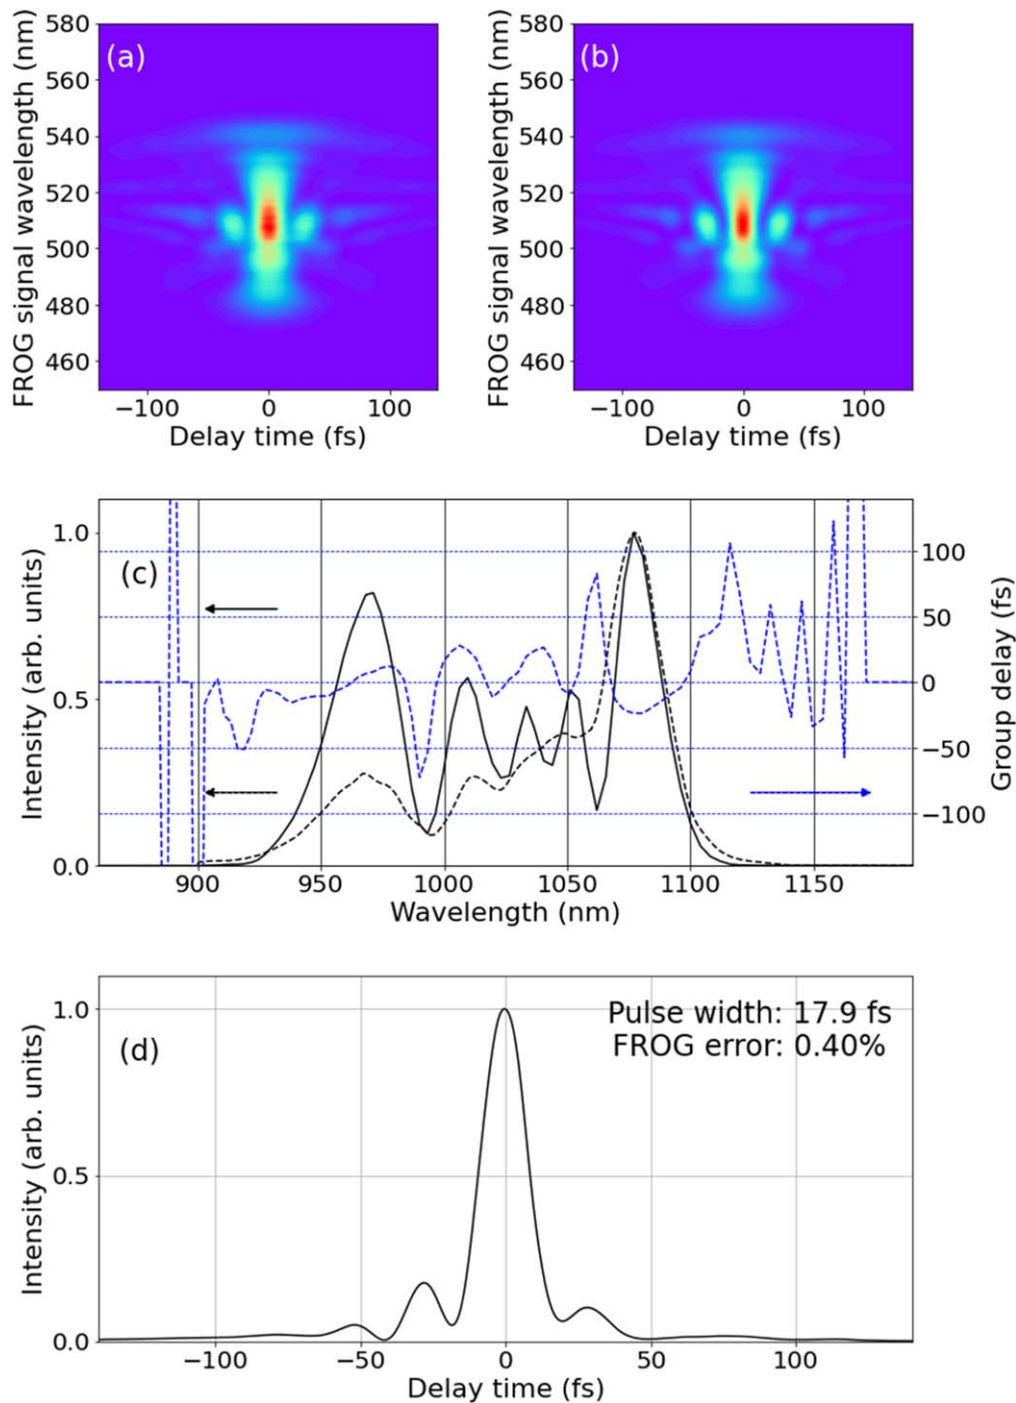 580
560
540
520
500
480
460
FROG signal wavelength (nm)
(a)
−100 0 100
Delay time (fs)
580
560
540
520
500
480
460
FROG signal wavelength (nm)
(b)
−100 0 100
Delay time (fs)
1.0
0.5
0.0
Intensity (arb. units)
(c)
100
50
0
−50
−100
Group delay (fs)
900 950 1000 1050 1100 1150
Wavelength (nm)
1.0
0.5
0.0
Intensity (arb. units)
(d)
Pulse width: 17.9 fs
FROG error: 0.40%
−100 −50 0 50 100
Delay time (fs)